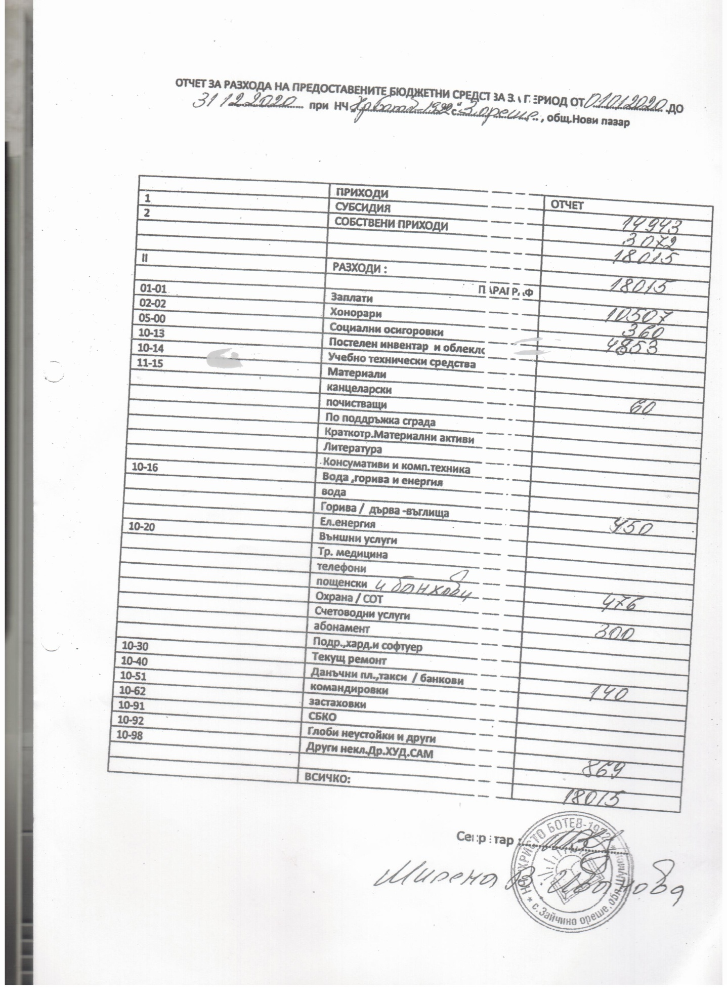 ОТЧЕТ ЗА РАЗХОДА НА ПРЕДОСТАВЕНИТЕ БЮДЖЕТНИ СРЕДСТВА ЗА ПЕРИОД ОТ 01.01.2020 ДО
31.12.2020 при НЧ "Хр. Ботев-1922" с. З. ореше, общ.Нови пазар
ПРИХОДИ ОТЧЕТ
1 СУБСИДИЯ 14943
2 СОБСТВЕНИ ПРИХОДИ 3072
18015
II РАЗХОДИ : 18015
ПАРАГРАФ
01-01 Заплати 10507
02-02 Хонорари 360
05-00 Социални осигоровки 4853
10-13 Постелен инвентар и облекло
10-14 Учебно технически средства
11-15 Материали
канцеларски 60
почистващи
По поддръжка сграда
Краткотр.Материални активи
Литература
Консумативи и комп.техника
10-16 Вода ,горива и енергия
вода
Горива / дърва -въглища 450
Ел.енергия
10-20 Външни услуги
Тр. медицина
телефони
пощенски и банкови 476
Охрана / СОТ
Счетоводни услуги 300
абонамент
Подр.,хард.и софтуер
10-30 Текущ ремонт
10-40 Данъчни пл.,такси / банкови 140
10-51 командировки
10-62 застаховки
10-91 СБКО
10-92 Глоби неустойки и други
10-98 Други некл.Др.ХУД.САМ 869
ВСИЧКО: 18015
Секретар :
Милена В. Иванова
* НЧ ХРИСТО БОТЕВ-1922 * с. Зайчино ореше, обл.Шумен